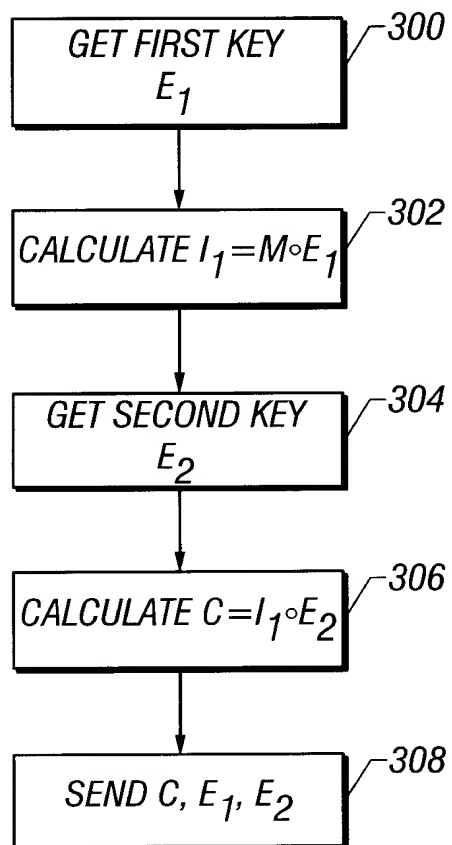 300
GET FIRST KEY
E1
302
CALCULATE I1=M∘E1
304
GET SECOND KEY
E2
306
CALCULATE C=I1∘E2
308
SEND C, E1, E2